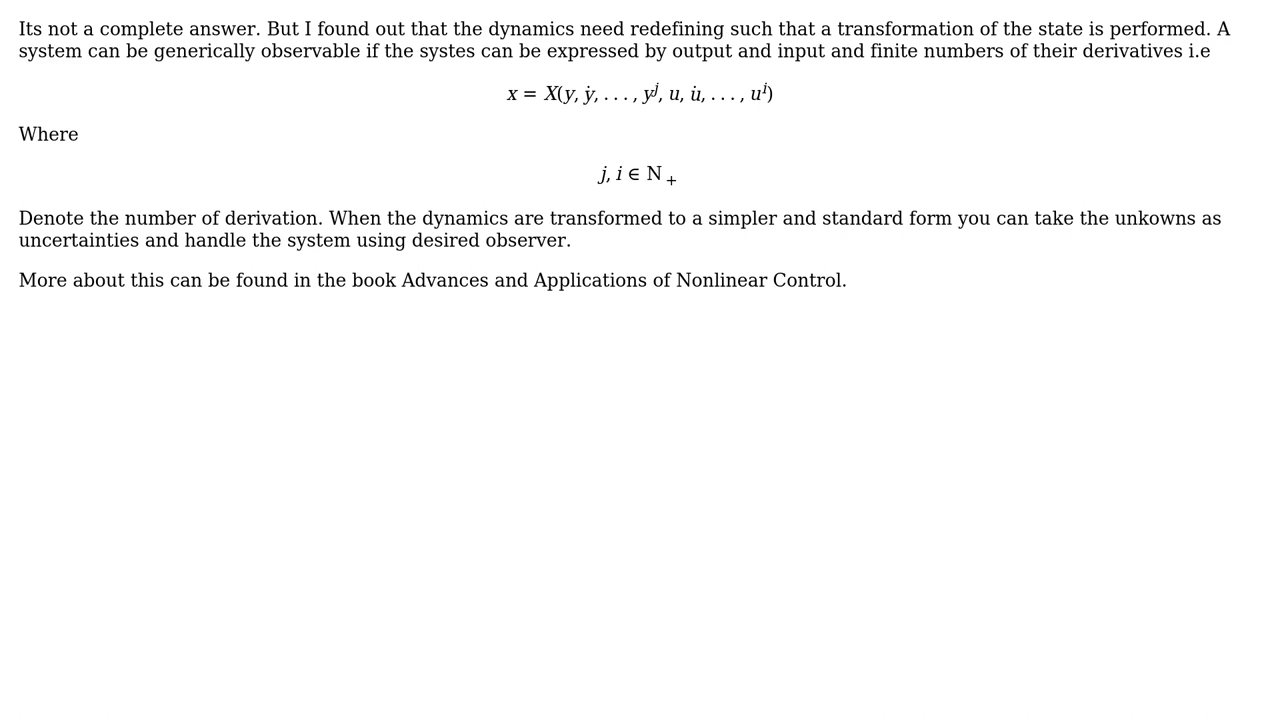 Its not a complete answer. But I found out that the dynamics need redefining such that a transformation of the state is performed. A
system can be generically observable if the systes can be expressed by output and input and finite numbers of their derivatives i.e
x = X(y, ẏ, . . . , yʲ, u, u̇, . . . , uⁱ)
Where
j, i ∈ N₊
Denote the number of derivation. When the dynamics are transformed to a simpler and standard form you can take the unkowns as
uncertainties and handle the system using desired observer.
More about this can be found in the book Advances and Applications of Nonlinear Control.